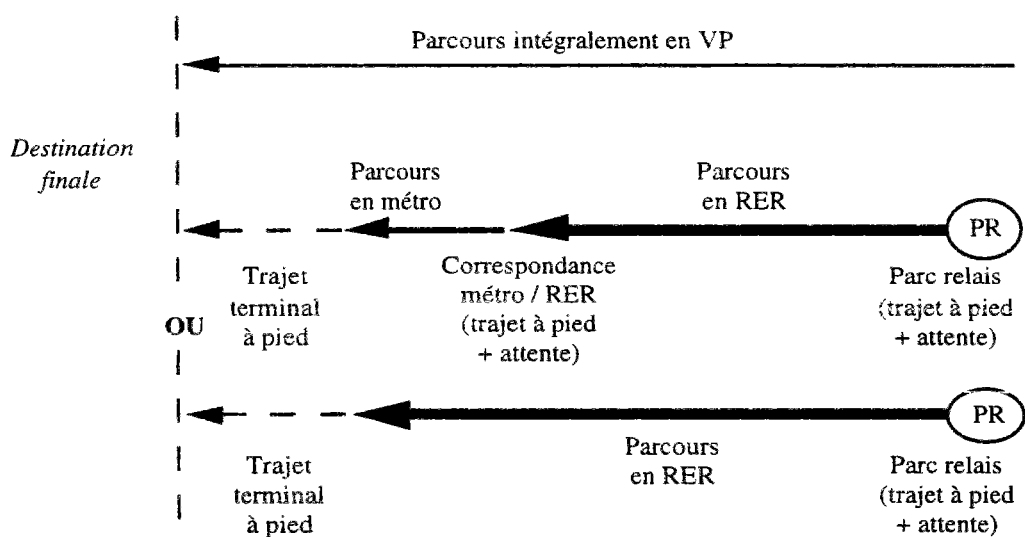 Parcours intégralement en VP
Destination
finale
Parcours
en métro
Parcours
en RER
PR
Trajet
terminal
à pied
Correspondance
métro / RER
(trajet à pied
+ attente)
Parc relais
(trajet à pied
+ attente)
OU
PR
Trajet
terminal
à pied
Parcours
en RER
Parc relais
(trajet à pied
+ attente)